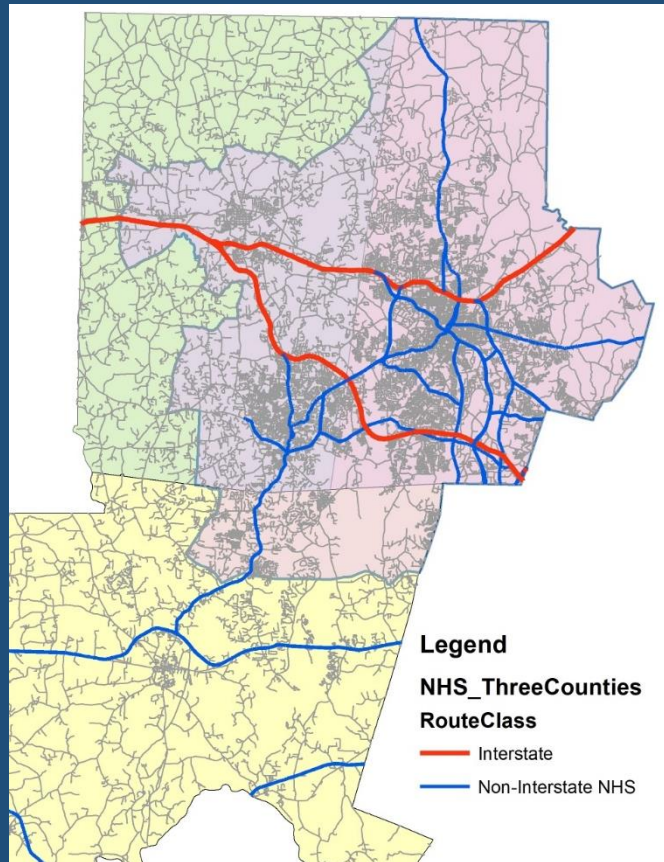 Legend
NHS_ThreeCounties
RouteClass
Interstate
Non-Interstate NHS